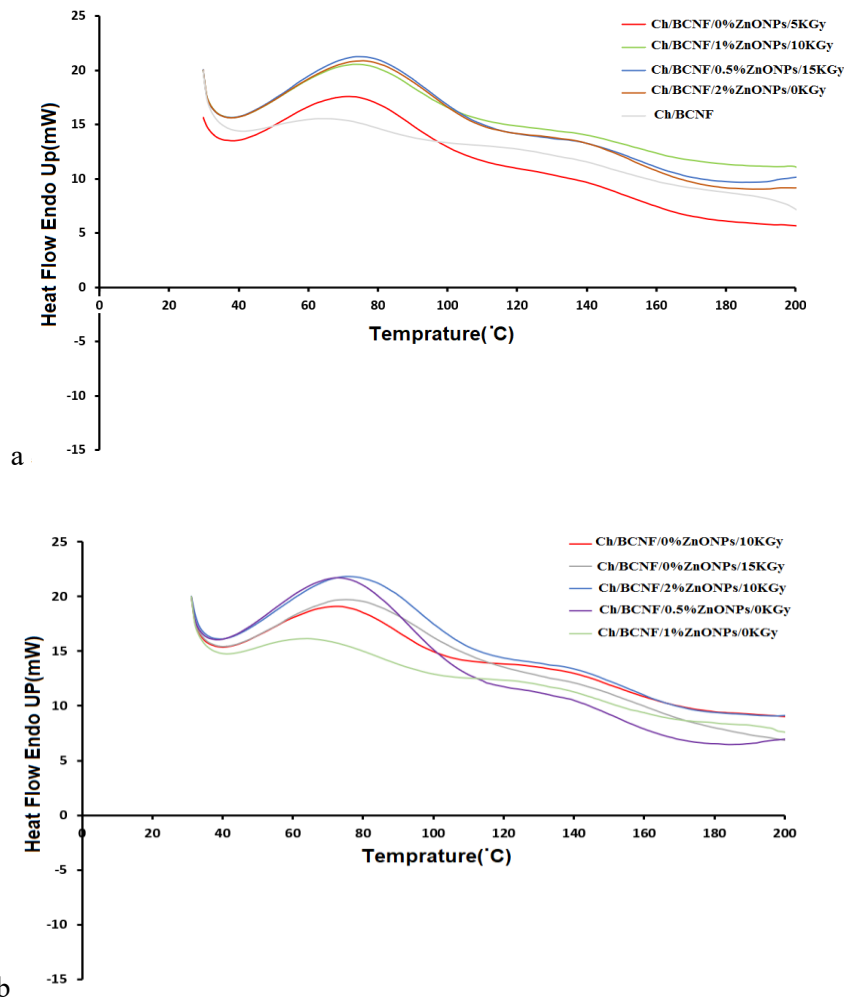 25
20
15
10
5
0
-5
-10
-15
Heat Flow Endo Up(mW)
0 20 40 60 80 100 120 140 160 180 200
Temprature(˚C)
Ch/BCNF/0%ZnONPs/5KGy
Ch/BCNF/1%ZnONPs/10KGy
Ch/BCNF/0.5%ZnONPs/15KGy
Ch/BCNF/2%ZnONPs/0KGy
Ch/BCNF
a
25
20
15
10
5
0
-5
-10
-15
Heat Flow Endo UP(mW)
0 20 40 60 80 100 120 140 160 180 200
Temprature(˚C)
Ch/BCNF/0%ZnONPs/10KGy
Ch/BCNF/0%ZnONPs/15KGy
Ch/BCNF/2%ZnONPs/10KGy
Ch/BCNF/0.5%ZnONPs/0KGy
Ch/BCNF/1%ZnONPs/0KGy
b